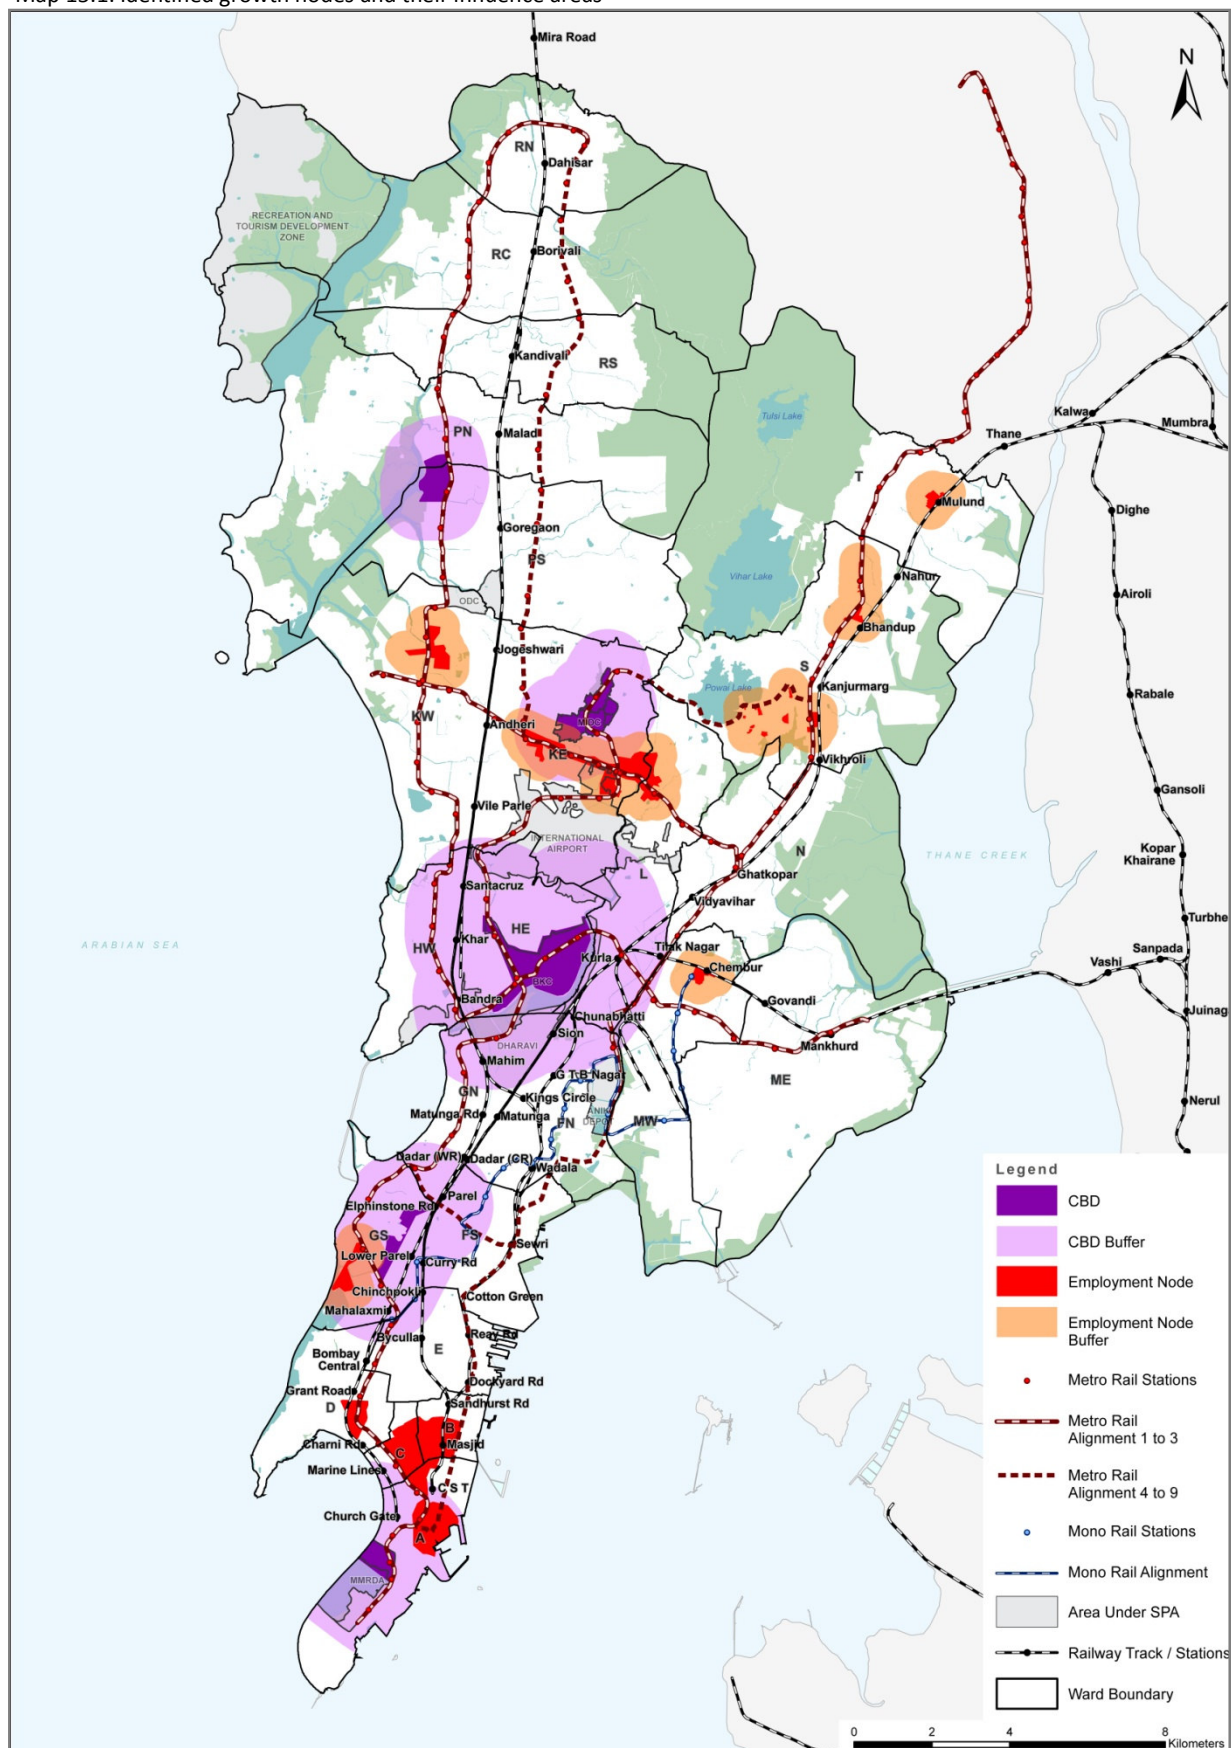 Map 13.1: Identified growth nodes and their influence areas
Mira Road
N
RN
Dahisar
RECREATION AND
TOURISM DEVELOPMENT
ZONE
RC
Borivali
Kandivali
RS
Tulsi Lake
Kalwa
Mumbra
PN
Malad
Thane
T
Mulund
Dighe
Goregaon
PS
Vihar Lake
Nahur
Airoli
ODC
Bhandup
Jogeshwari
S
Powai Lake
Kanjurmarg
Rabale
KW
Andheri
MIDC
KE
Vikhroli
Vile Parle
Gansoli
INTERNATIONAL
AIRPORT
N
THANE CREEK
Kopar
Khairane
L
Ghatkopar
Santacruz
Vidyavihar
Turbhe
ARABIAN SEA
HW
Khar
HE
Tilak Nagar
Kurla
Chembur
Sanpada
Vashi
BKC
Bandra
Govandi
Juinag
Chunabhatti
Sion
DHARAVI
Mankhurd
Mahim
G T B Nagar
ME
GN
Kings Circle
Nerul
Matunga Rd
Matunga
FN
ANIK
DEPOT
MW
Dadar (WR)
Dadar (CR)
Wadala
Parel
Elphinstone Rd
GS
FS
Sewri
Lower Parel
Curry Rd
Chinchpokli
Cotton Green
Mahalaxmi
Byculla
Reay Rd
E
Bombay
Central
Dockyard Rd
Grant Road
Sandhurst Rd
D
B
Charni Rd
C
Masjid
Marine Lines
C S T
Church Gate
A
MMRDA
Legend
CBD
CBD Buffer
Employment Node
Employment Node
Buffer
Metro Rail Stations
Metro Rail
Alignment 1 to 3
Metro Rail
Alignment 4 to 9
Mono Rail Stations
Mono Rail Alignment
Area Under SPA
Railway Track / Stations
Ward Boundary
0 2 4 8
Kilometers